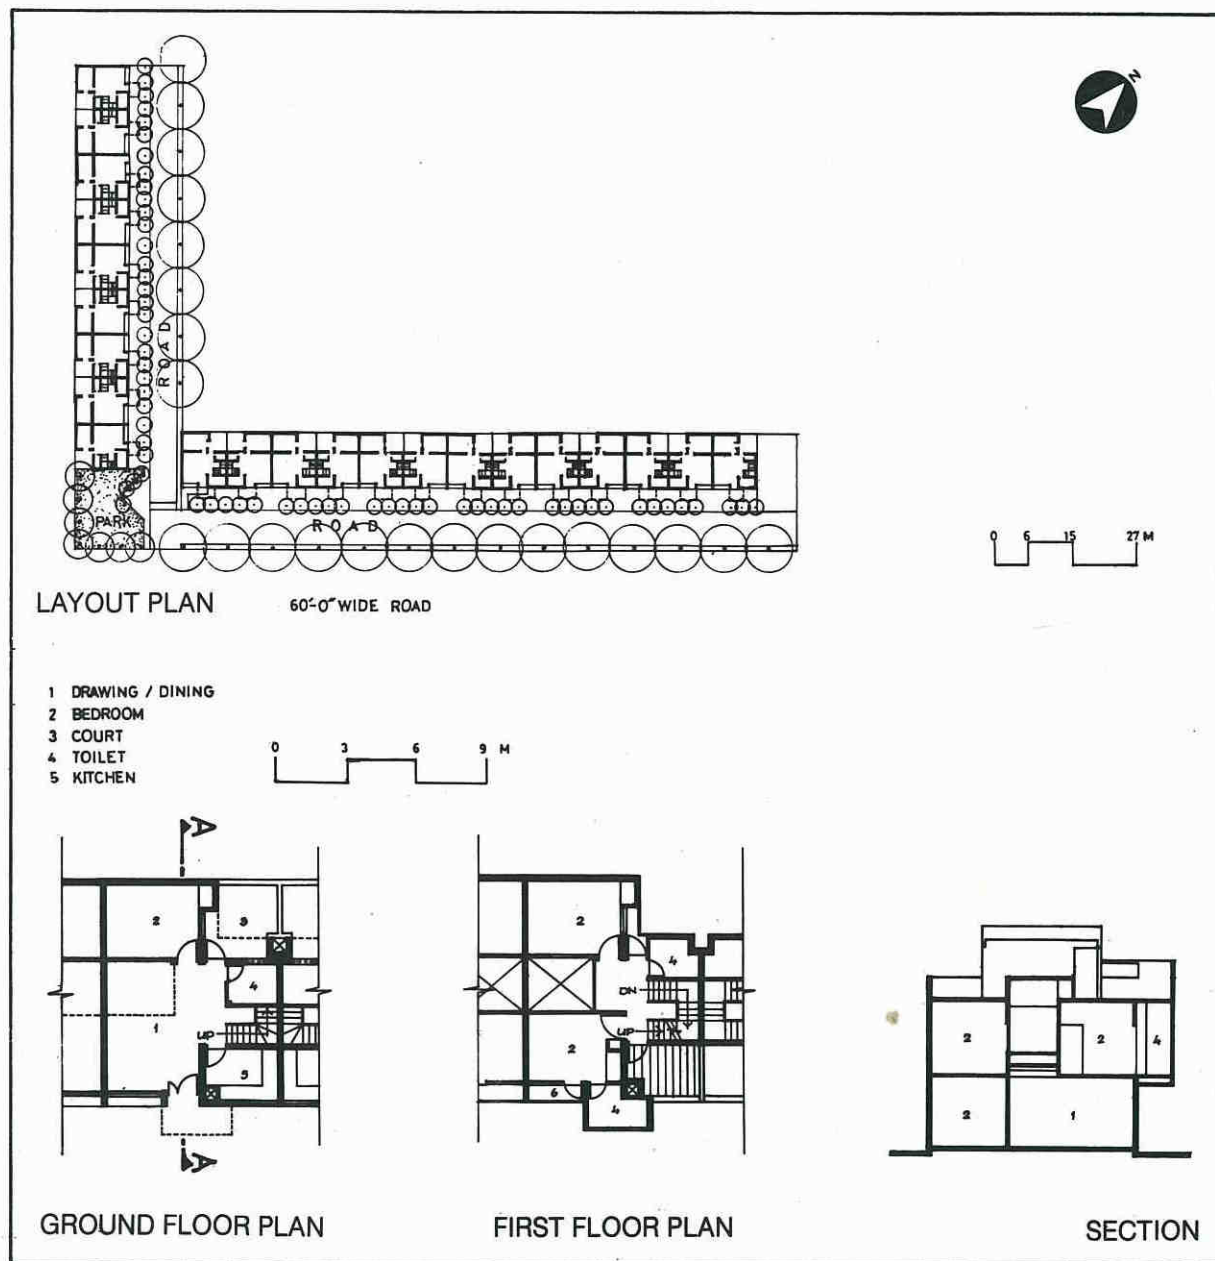 N
ROAD
PARK
ROAD
0 6 15 27 M
LAYOUT PLAN
60'-0" WIDE ROAD
1 DRAWING / DINING
2 BEDROOM
3 COURT
4 TOILET
5 KITCHEN
0 3 6 9 M
A
2
3
4
1
UP
5
A
GROUND FLOOR PLAN
2
4
DN
UP
2
6
4
FIRST FLOOR PLAN
2
2
4
2
1
SECTION